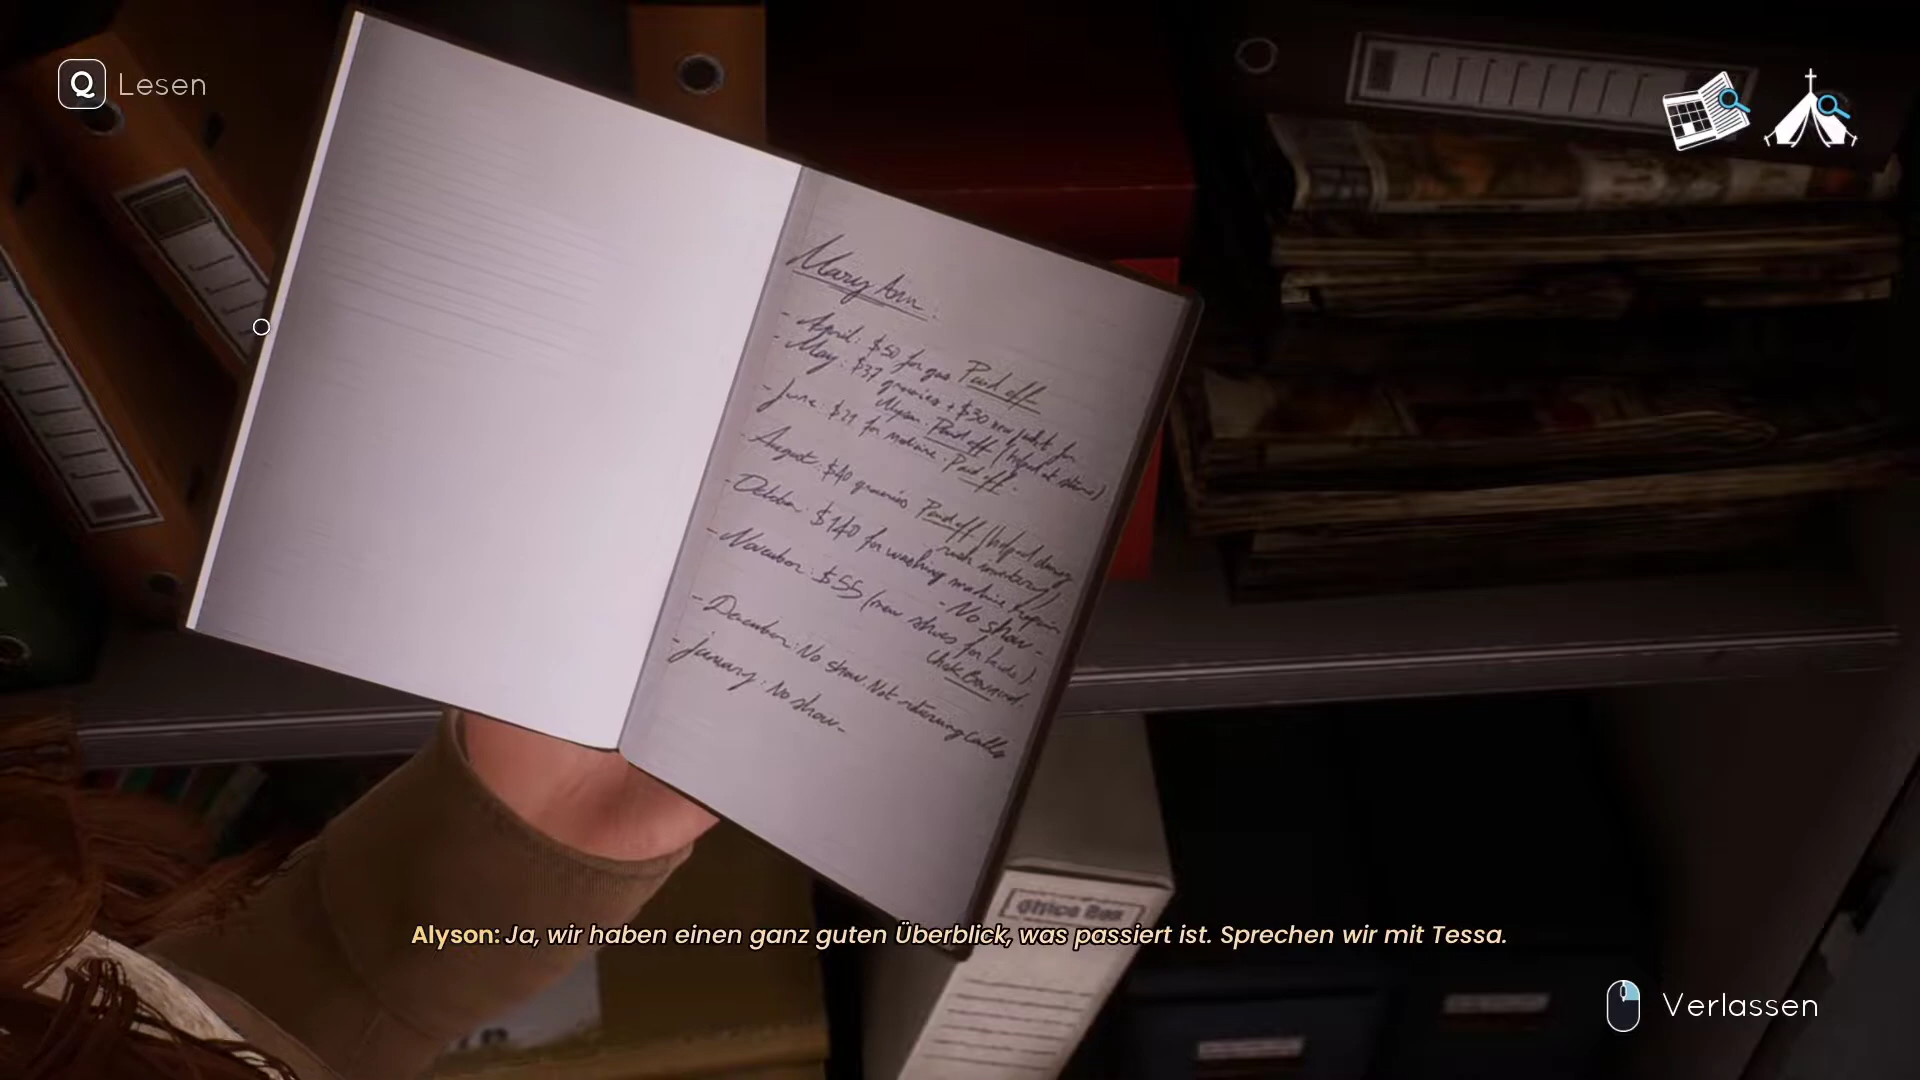 Q Lesen
Mary Ann:
- April: $50 for gas Paid off
- May: $37 groceries + $30 new jacket for
Alyson. Paid off (helped at store)
- June: $29 for medicine. Paid off.
- August: $40 groceries Paid off (helped during
rush inventory)
- October: $140 for washing machine repair
- No show -
- November: $55 (new shoes for kids).
Check Bounced.
- December: No show. Not returning calls
- January: No show -
Office Box
Alyson: Ja, wir haben einen ganz guten Überblick, was passiert ist. Sprechen wir mit Tessa.
Verlassen